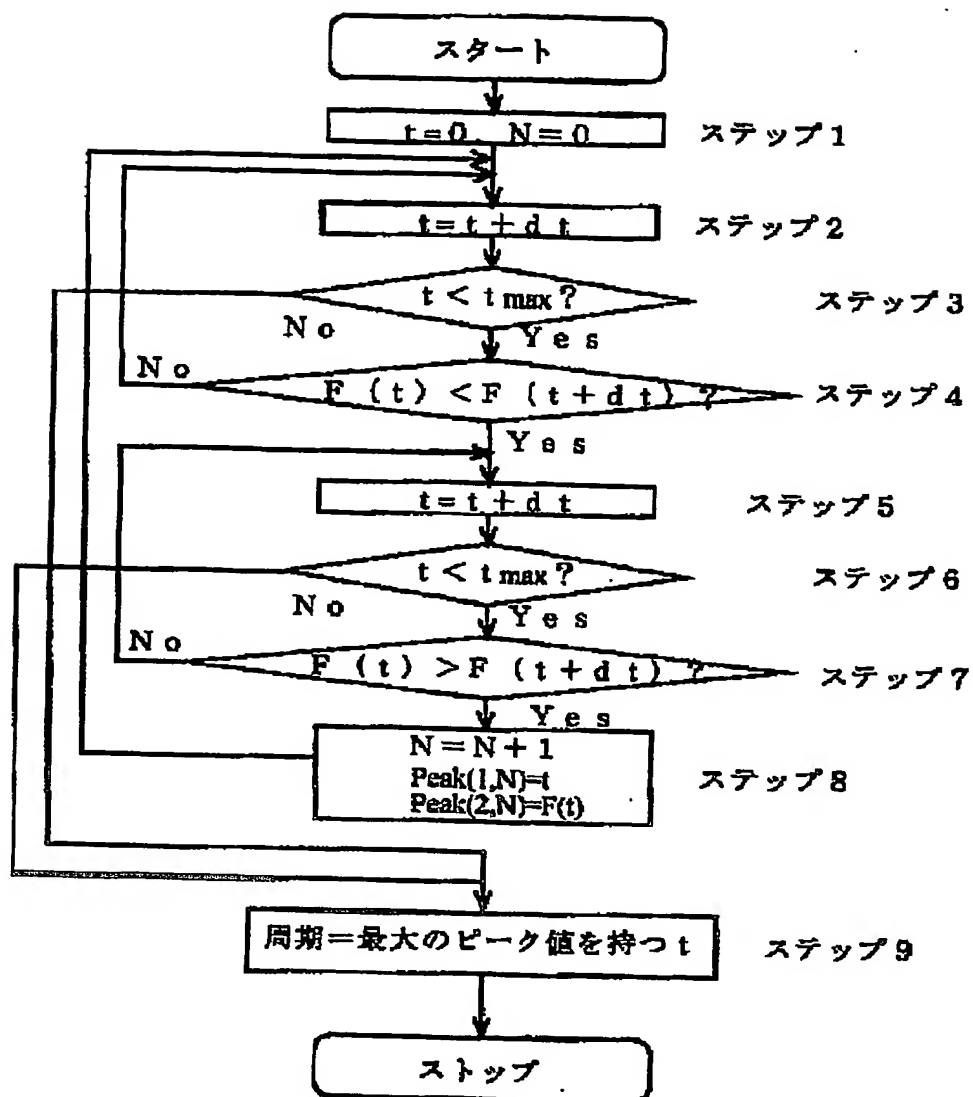 スタート
t=0、 N=0 ステップ1
t=t+dt ステップ2
t<tmax? ステップ3
No
Yes
No
F(t)<F(t+dt)? ステップ4
Yes
t=t+dt ステップ5
t<tmax? ステップ6
No
Yes
No
F(t)>F(t+dt)? ステップ7
Yes
N=N+1
Peak(1,N)=t ステップ8
Peak(2,N)=F(t)
周期=最大のピーク値を持つt ステップ9
ストップ